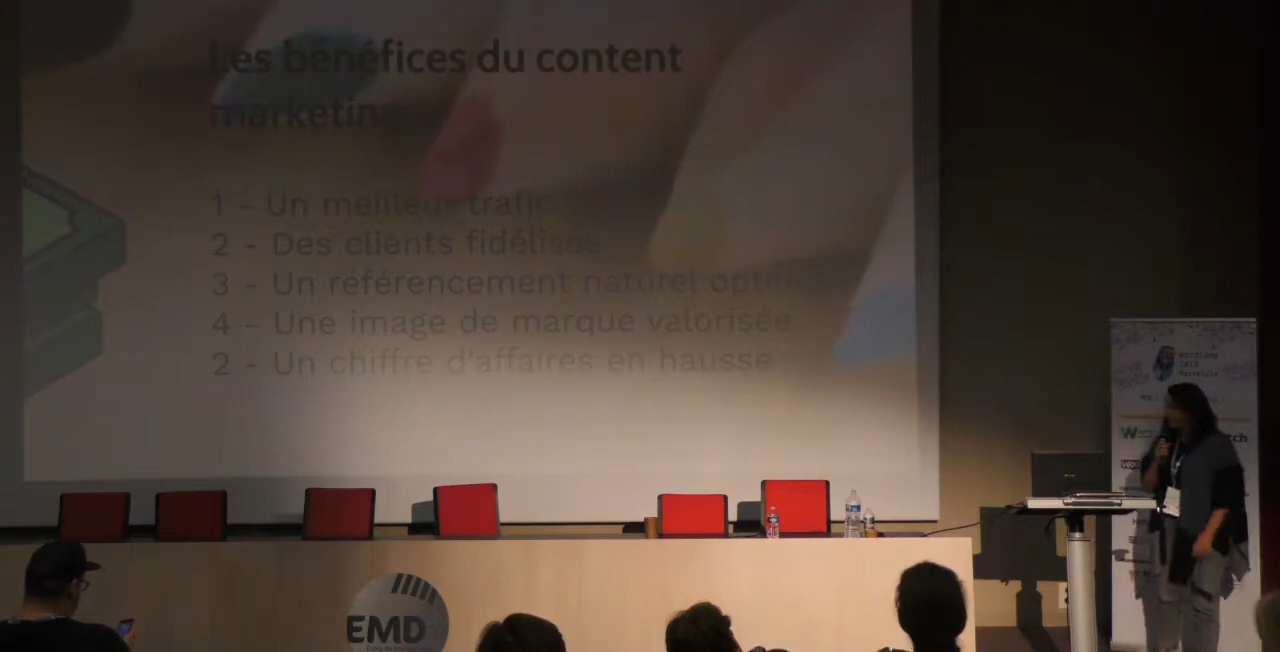 Les bénéfices du content
marketing
1 - Un meilleur trafic
2 - Des clients fidélisés
3 - Un référencement naturel
4 - Une image de marque valorisée
2 - Un chiffre d'affaires en hausse
EMD